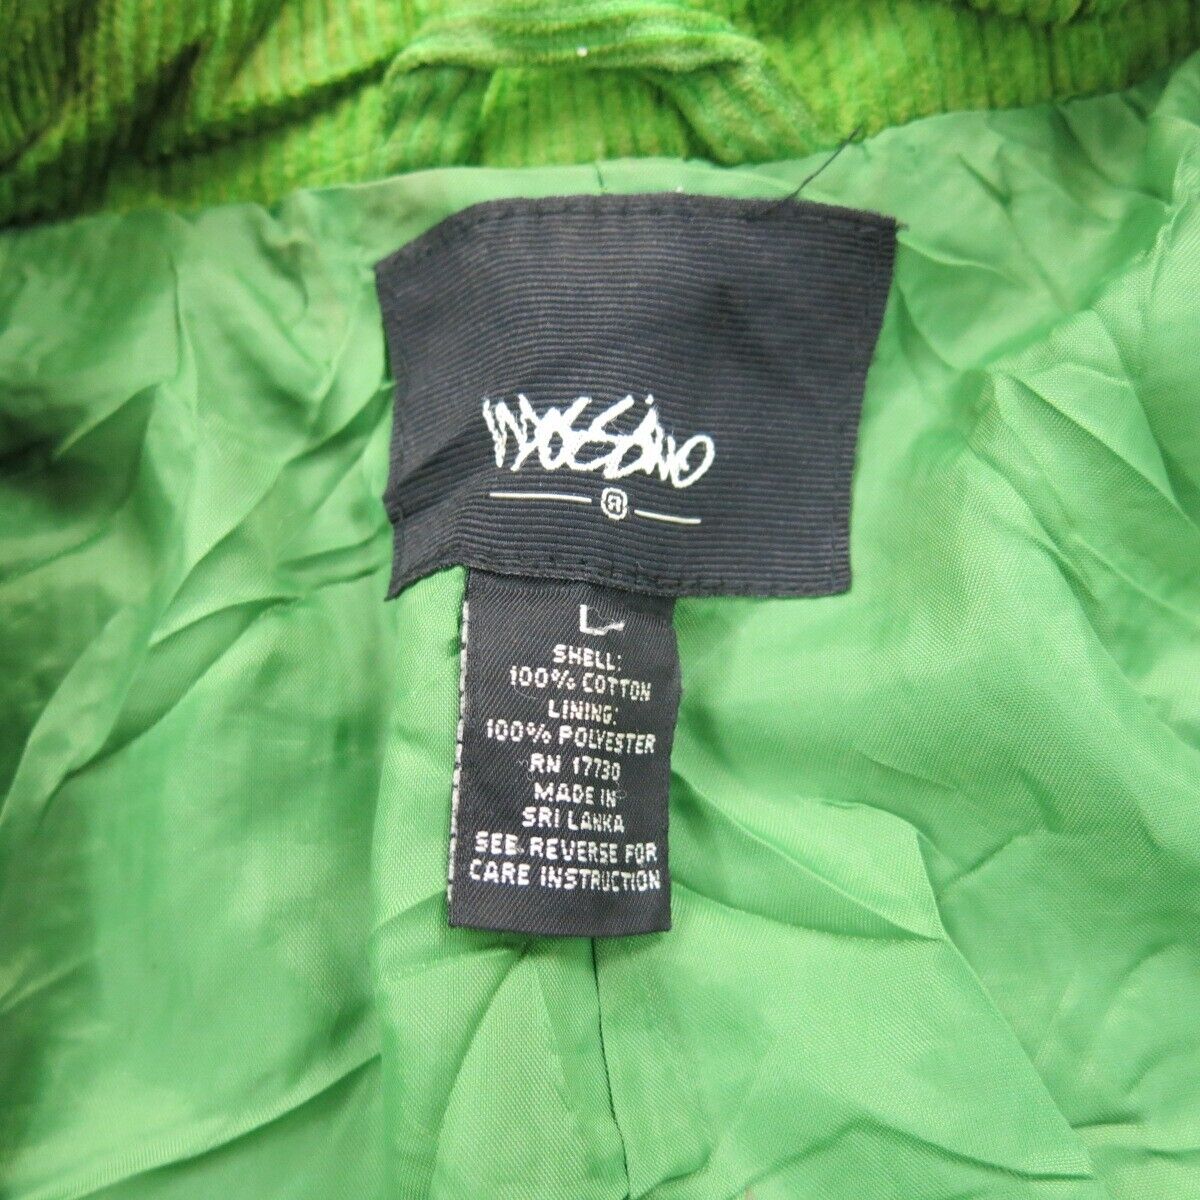 MOSSIMO
®
L
SHELL:
100% COTTON
LINING:
100% POLYESTER
RN 17730
MADE IN
SRI LANKA
SEE REVERSE FOR
CARE INSTRUCTION